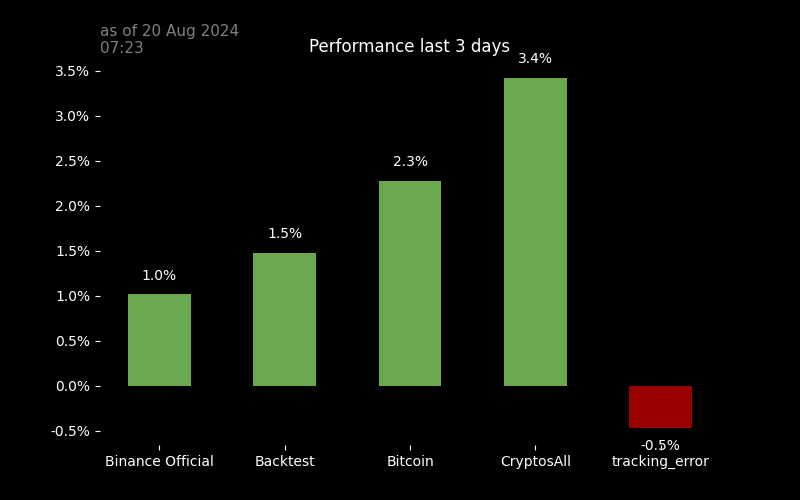 as of 20 Aug 2024
07:23
Performance last 3 days
3.5%
3.0%
2.5%
2.0%
1.5%
1.0%
0.5%
0.0%
-0.5%
1.0%
1.5%
2.3%
3.4%
-0.5%
Binance Official
Backtest
Bitcoin
CryptosAll
tracking_error